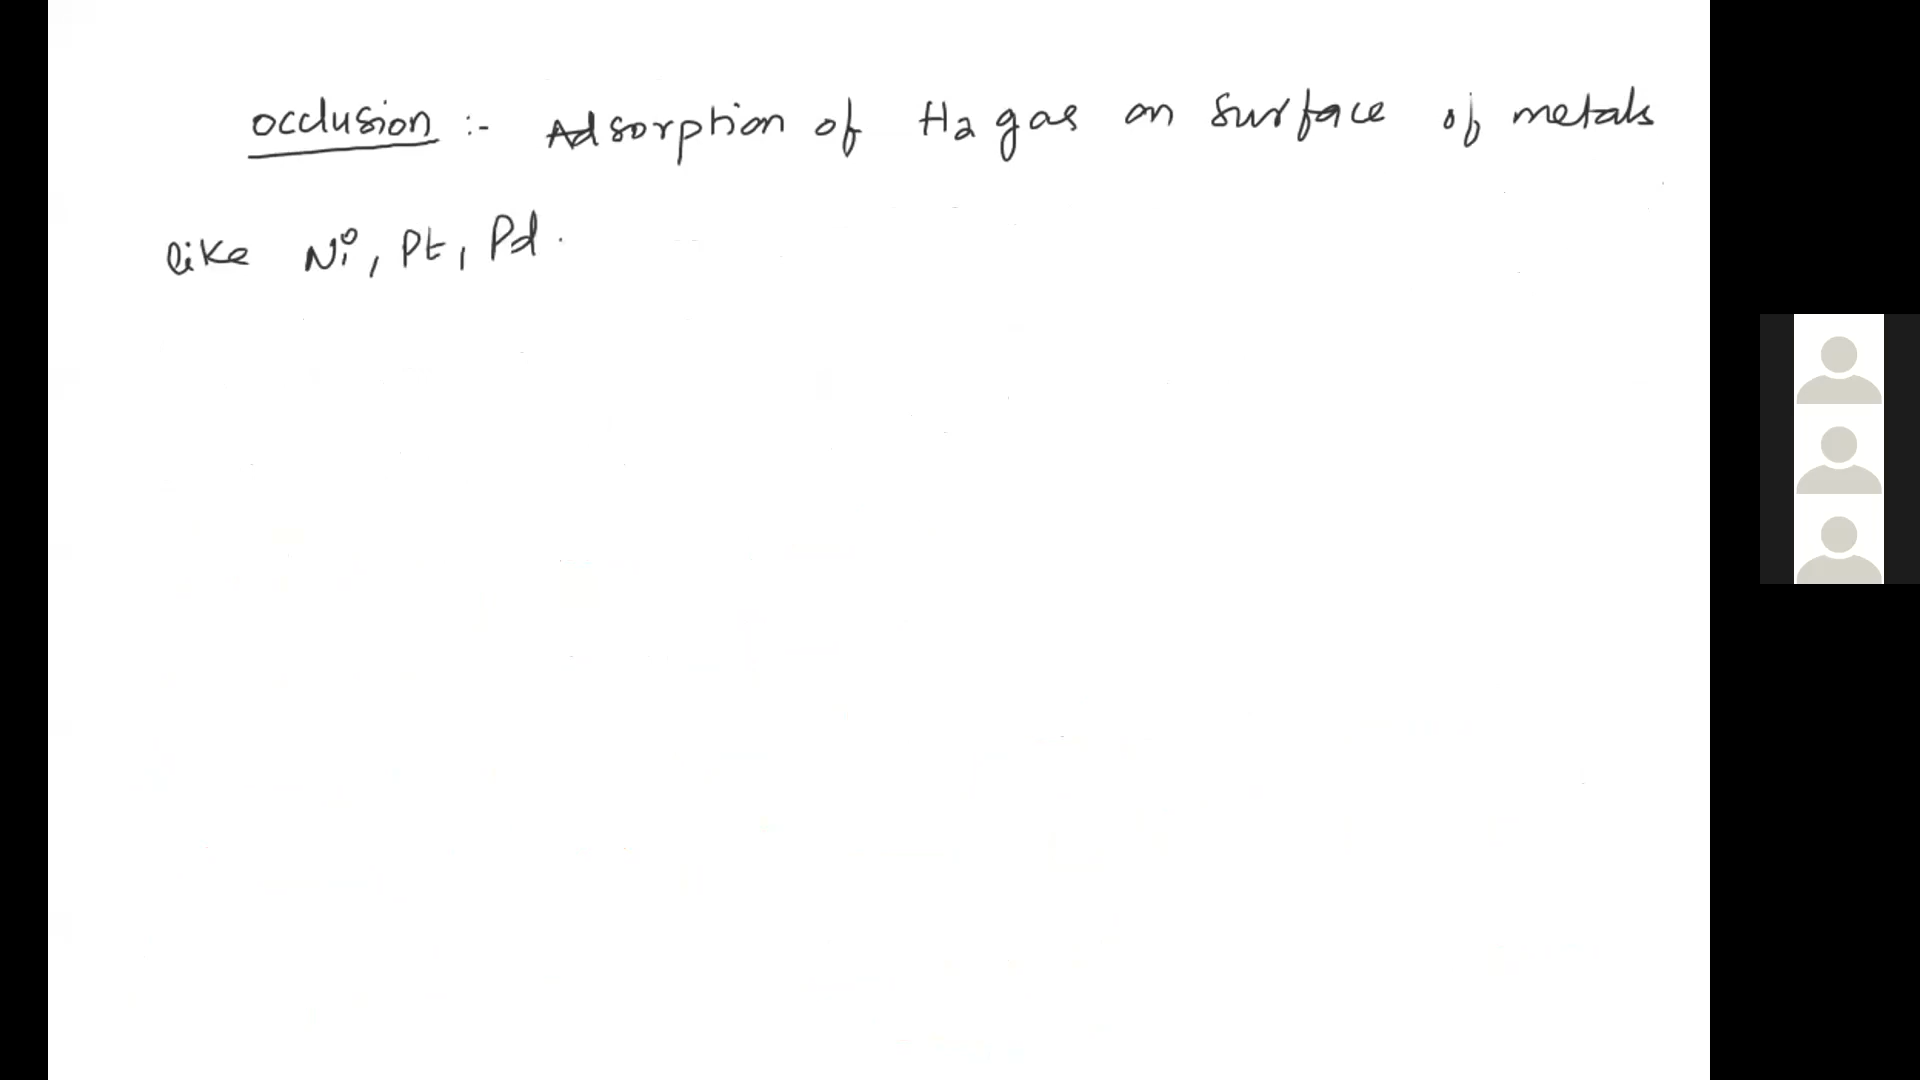 occlusion :- Adsorption of H2 gas on surface of metals
like Ni, Pt, Pd.